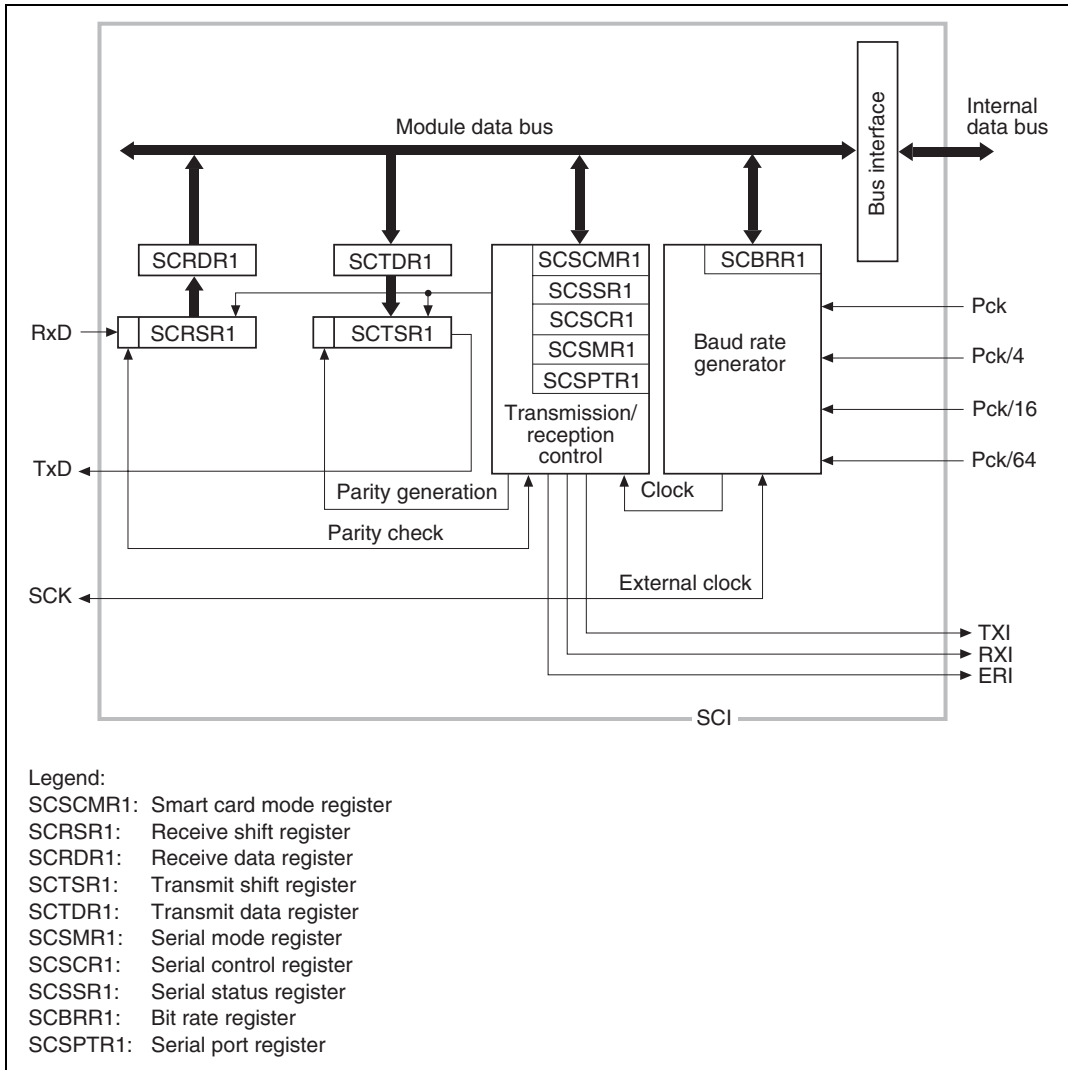 Module data bus
Bus interface
Internal
data bus
SCRDR1
SCTDR1
SCSCMR1
SCSSR1
SCSCR1
SCSMR1
SCSPTR1
Transmission/
reception
control
SCBRR1
Baud rate
generator
RxD
SCRSR1
SCTSR1
Pck
Pck/4
Pck/16
Pck/64
TxD
Parity generation
Clock
Parity check
SCK
External clock
TXI
RXI
ERI
SCI
Legend:
SCSCMR1: Smart card mode register
SCRSR1: Receive shift register
SCRDR1: Receive data register
SCTSR1: Transmit shift register
SCTDR1: Transmit data register
SCSMR1: Serial mode register
SCSCR1: Serial control register
SCSSR1: Serial status register
SCBRR1: Bit rate register
SCSPTR1: Serial port register